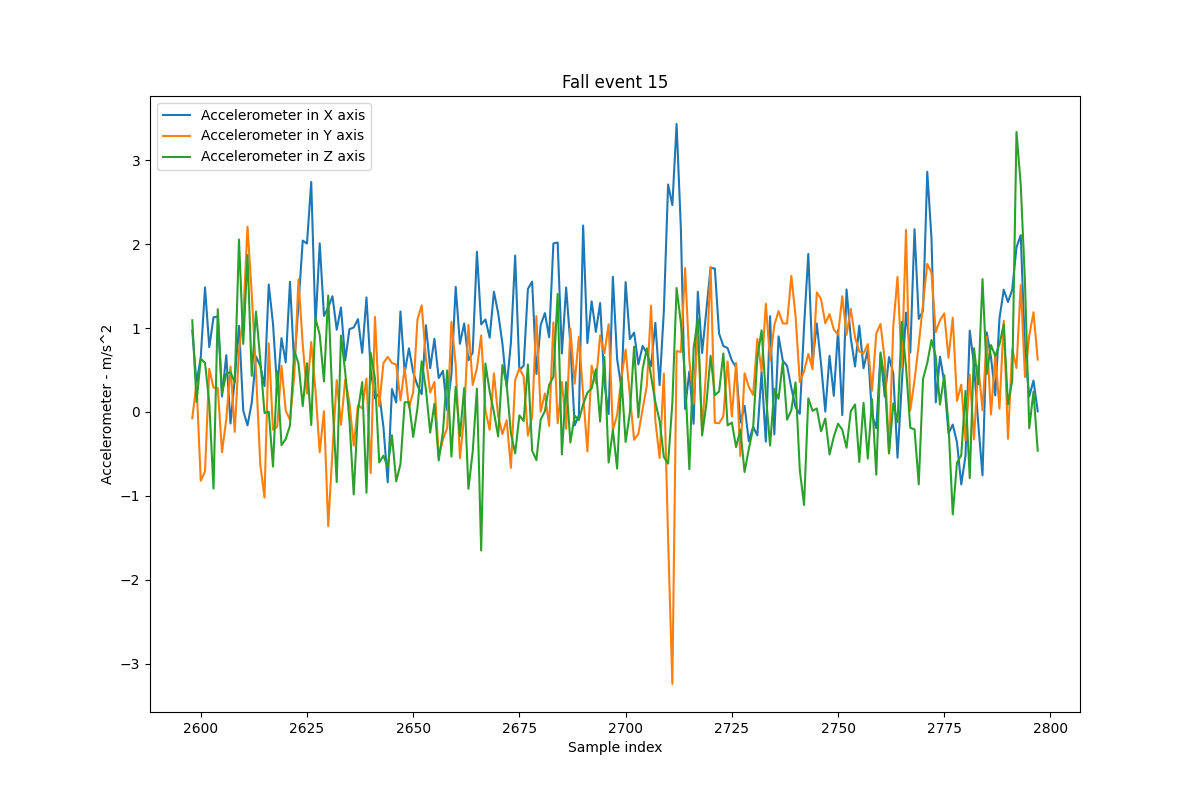 Fall event 15
Accelerometer in X axis
Accelerometer in Y axis
Accelerometer in Z axis
Accelerometer - m/s^2
3
2
1
0
−1
−2
−3
2600 2625 2650 2675 2700 2725 2750 2775 2800
Sample index